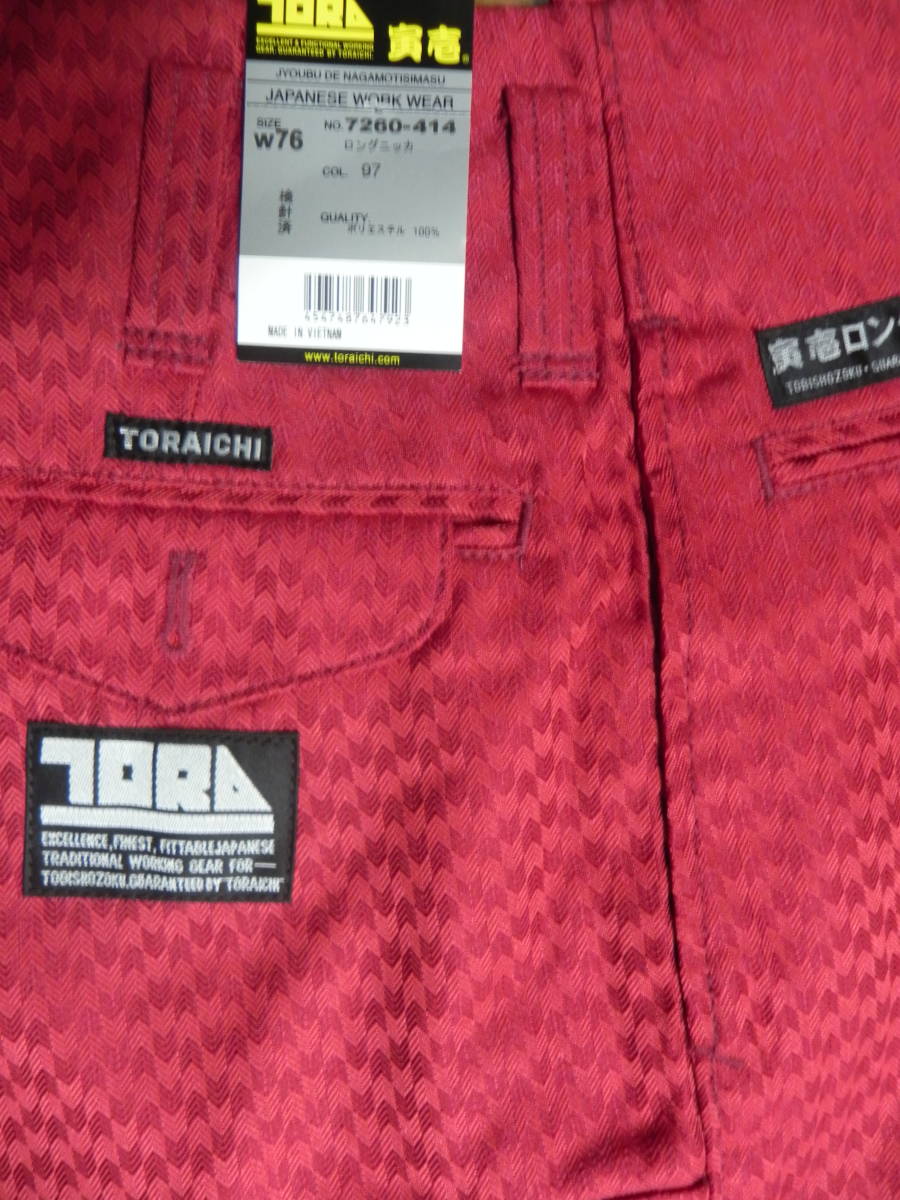 TORA
EXCELLENT & FUNCTIONAL WORKING
GEAR. GUARANTEED BY TORAICHI.
寅壱
JYOUBU DE NAGAMOTISIMASU
JAPANESE WORK WEAR
SIZE
W76
NO. 7260-414
ロングニッカ
COL. 97
検針済
QUALITY.
ポリエステル 100%
MADE IN VIETNAM
www.toraichi.com
TORAICHI
寅壱ロン
TOBISHOZOKU・GUARA
TORA
EXCELLENCE, FINEST, FITTABLE JAPANESE
TRADITIONAL WORKING GEAR FOR—
TOBISHOZOKU. GUARANTEED BY TORAICHI